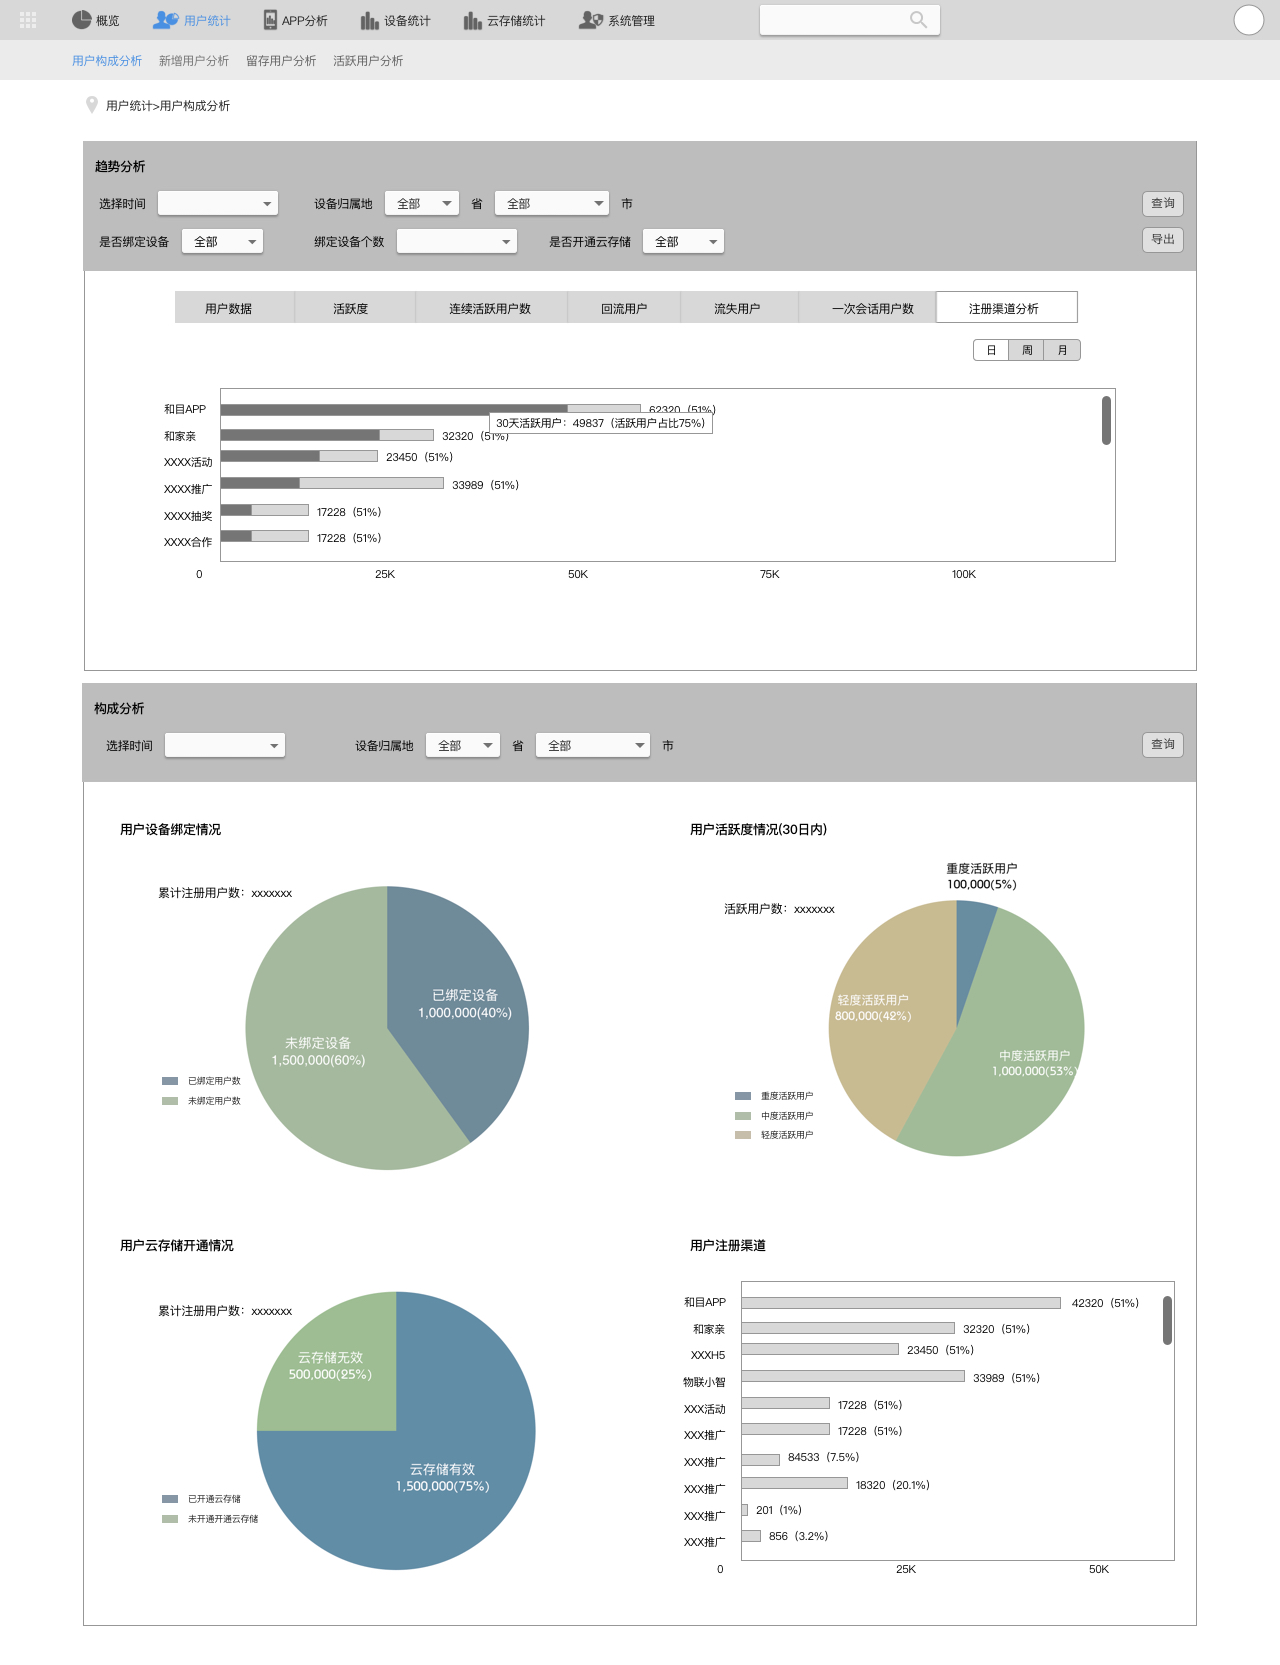 概览 用户统计 APP分析 设备统计 云存储统计 系统管理
用户构成分析 新增用户分析 留存用户分析 活跃用户分析
用户统计>用户构成分析
趋势分析
选择时间 设备归属地 全部 省 全部 市 查询
是否绑定设备 全部 绑定设备个数 是否开通云存储 全部 导出
用户数据 活跃度 连续活跃用户数 回流用户 流失用户 一次会话用户数 注册渠道分析
日 周 月
和目APP 62320 (51%)
30天活跃用户：49837 (活跃用户占比75%)
和家亲 32320 (51%)
XXXX活动 23450 (51%)
XXXX推广 33989 (51%)
XXXX抽奖 17228 (51%)
XXXX合作 17228 (51%)
0 25K 50K 75K 100K
构成分析
选择时间 设备归属地 全部 省 全部 市 查询
用户设备绑定情况
累计注册用户数：xxxxxxx
已绑定设备
1,000,000(40%)
未绑定设备
1,500,000(60%)
已绑定用户数
未绑定用户数
用户活跃度情况(30日内)
重度活跃用户
100,000(5%)
活跃用户数：xxxxxxx
轻度活跃用户
800,000(42%)
中度活跃用户
1,000,000(53%)
重度活跃用户
中度活跃用户
轻度活跃用户
用户云存储开通情况
累计注册用户数：xxxxxxx
云存储无效
500,000(25%)
云存储有效
1,500,000(75%)
已开通云存储
未开通开通云存储
用户注册渠道
和目APP 42320 (51%)
和家亲 32320 (51%)
XXXH5 23450 (51%)
物联小智 33989 (51%)
XXX活动 17228 (51%)
XXX推广 17228 (51%)
XXX推广 84533 (7.5%)
XXX推广 18320 (20.1%)
XXX推广 201 (1%)
XXX推广 856 (3.2%)
0 25K 50K